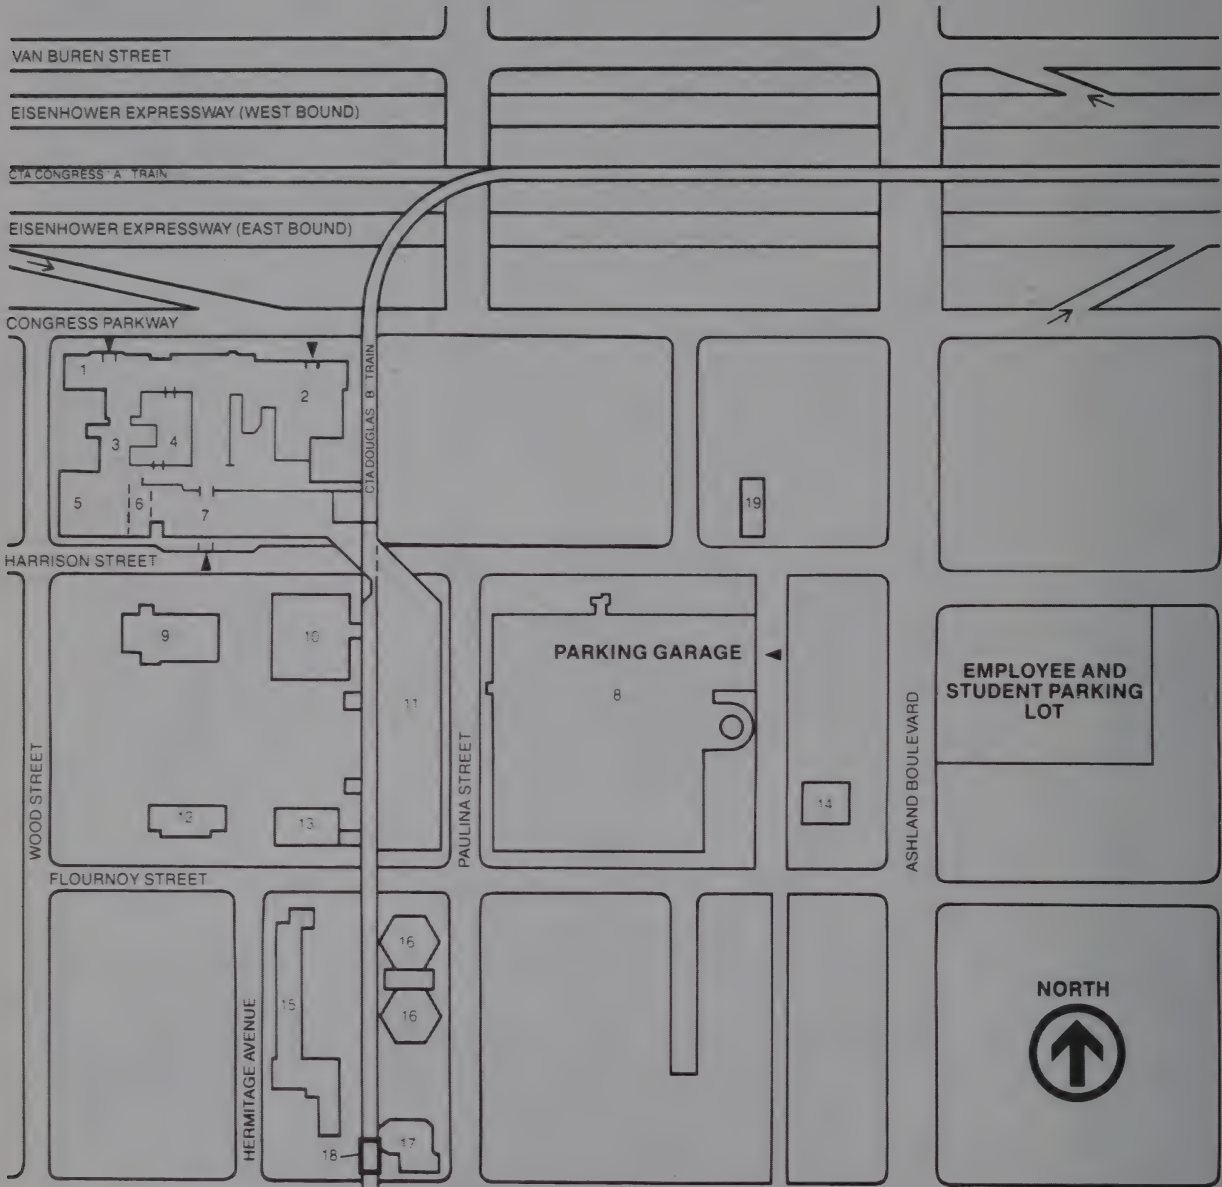 VAN BUREN STREET
EISENHOWER EXPRESSWAY (WEST BOUND)
CTA CONGRESS A TRAIN
EISENHOWER EXPRESSWAY (EAST BOUND)
CONGRESS PARKWAY
CTA DOUGLAS B TRAIN
1
2
3
4
5
6
7
19
HARRISON STREET
9
10
11
PARKING GARAGE
8
EMPLOYEE AND
STUDENT PARKING
LOT
WOOD STREET
PAULINA STREET
ASHLAND BOULEVARD
12
13
14
FLOURNOY STREET
HERMITAGE AVENUE
15
16
16
17
18
NORTH